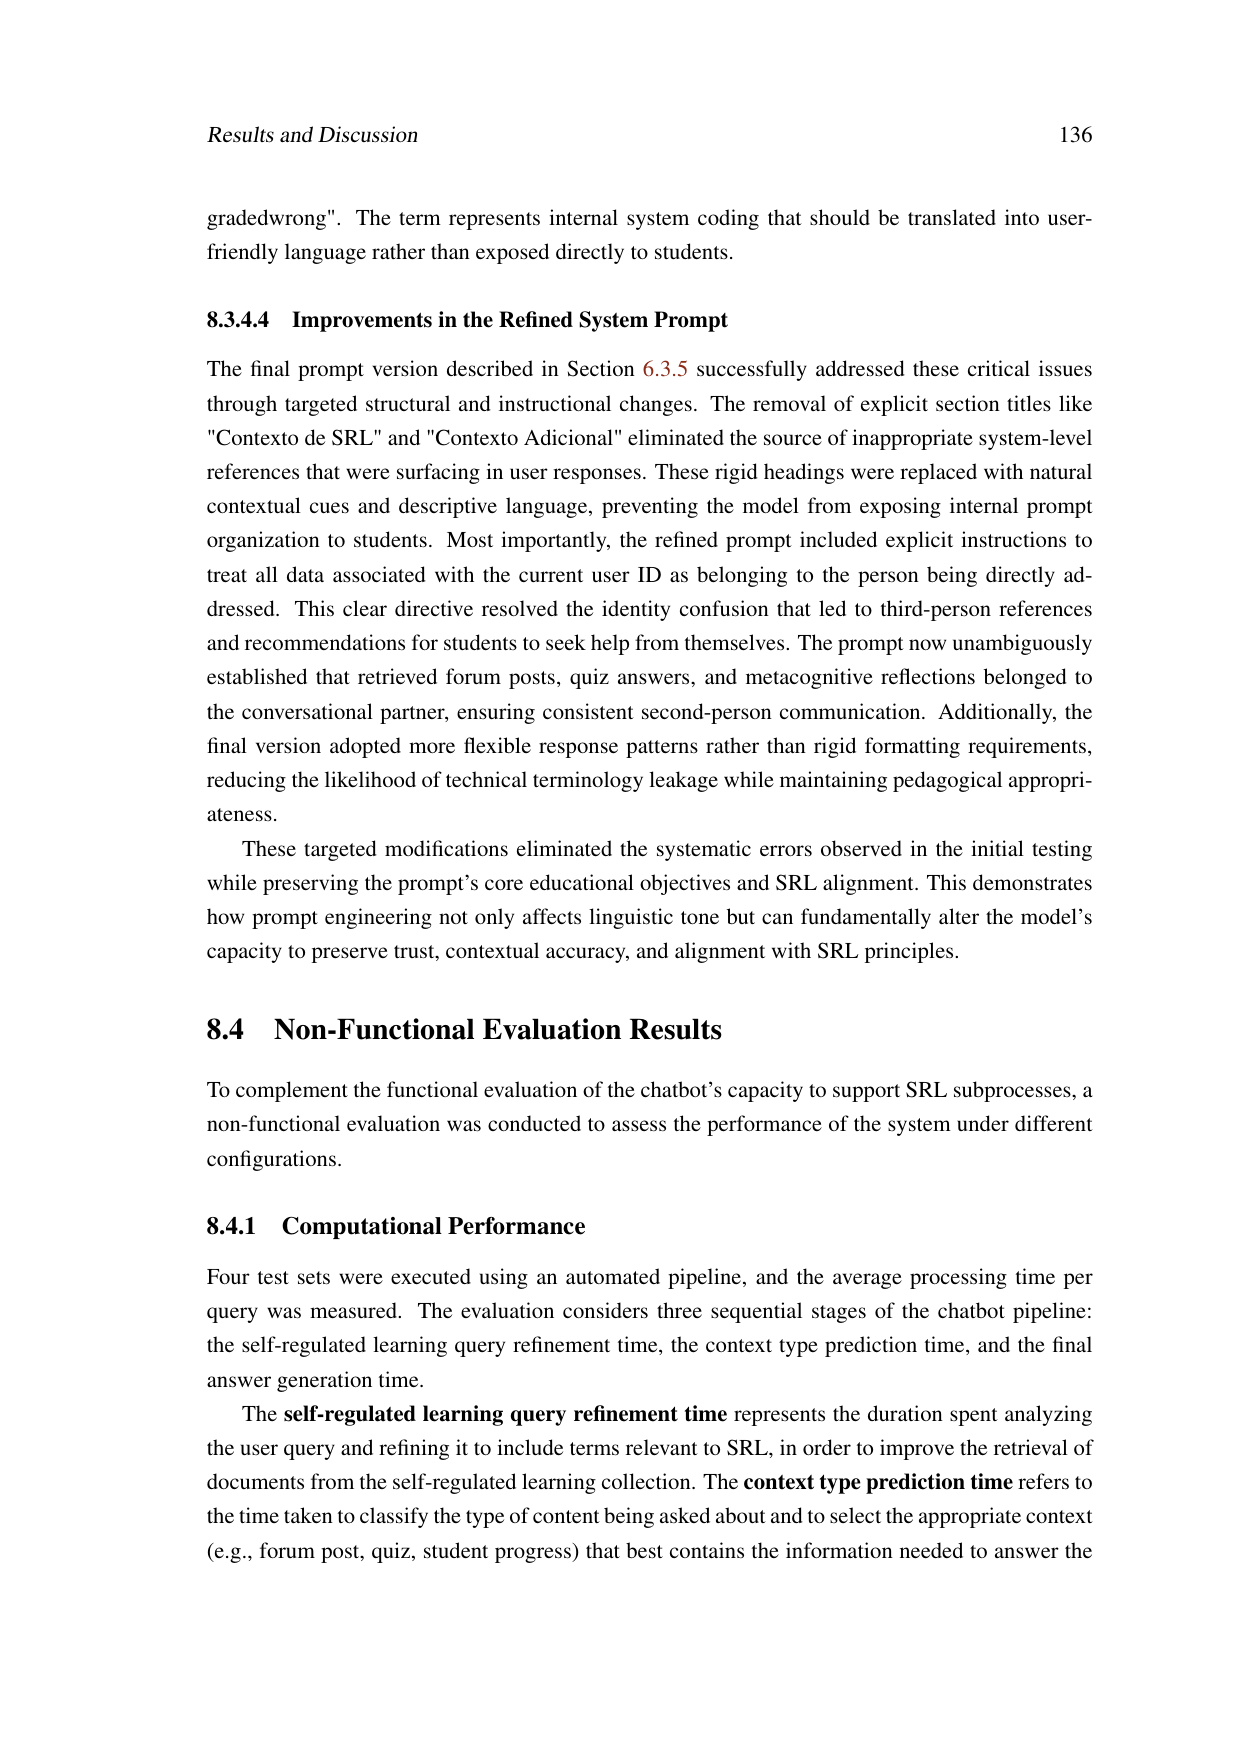 Results and Discussion 136
gradedwrong". The term represents internal system coding that should be translated into user-
friendly language rather than exposed directly to students.
8.3.4.4 Improvements in the Refined System Prompt
The final prompt version described in Section 6.3.5 successfully addressed these critical issues
through targeted structural and instructional changes. The removal of explicit section titles like
"Contexto de SRL" and "Contexto Adicional" eliminated the source of inappropriate system-level
references that were surfacing in user responses. These rigid headings were replaced with natural
contextual cues and descriptive language, preventing the model from exposing internal prompt
organization to students. Most importantly, the refined prompt included explicit instructions to
treat all data associated with the current user ID as belonging to the person being directly ad-
dressed. This clear directive resolved the identity confusion that led to third-person references
and recommendations for students to seek help from themselves. The prompt now unambiguously
established that retrieved forum posts, quiz answers, and metacognitive reflections belonged to
the conversational partner, ensuring consistent second-person communication. Additionally, the
final version adopted more flexible response patterns rather than rigid formatting requirements,
reducing the likelihood of technical terminology leakage while maintaining pedagogical appropri-
ateness.
These targeted modifications eliminated the systematic errors observed in the initial testing
while preserving the prompt's core educational objectives and SRL alignment. This demonstrates
how prompt engineering not only affects linguistic tone but can fundamentally alter the model's
capacity to preserve trust, contextual accuracy, and alignment with SRL principles.
8.4 Non-Functional Evaluation Results
To complement the functional evaluation of the chatbot's capacity to support SRL subprocesses, a
non-functional evaluation was conducted to assess the performance of the system under different
configurations.
8.4.1 Computational Performance
Four test sets were executed using an automated pipeline, and the average processing time per
query was measured. The evaluation considers three sequential stages of the chatbot pipeline:
the self-regulated learning query refinement time, the context type prediction time, and the final
answer generation time.
The self-regulated learning query refinement time represents the duration spent analyzing
the user query and refining it to include terms relevant to SRL, in order to improve the retrieval of
documents from the self-regulated learning collection. The context type prediction time refers to
the time taken to classify the type of content being asked about and to select the appropriate context
(e.g., forum post, quiz, student progress) that best contains the information needed to answer the